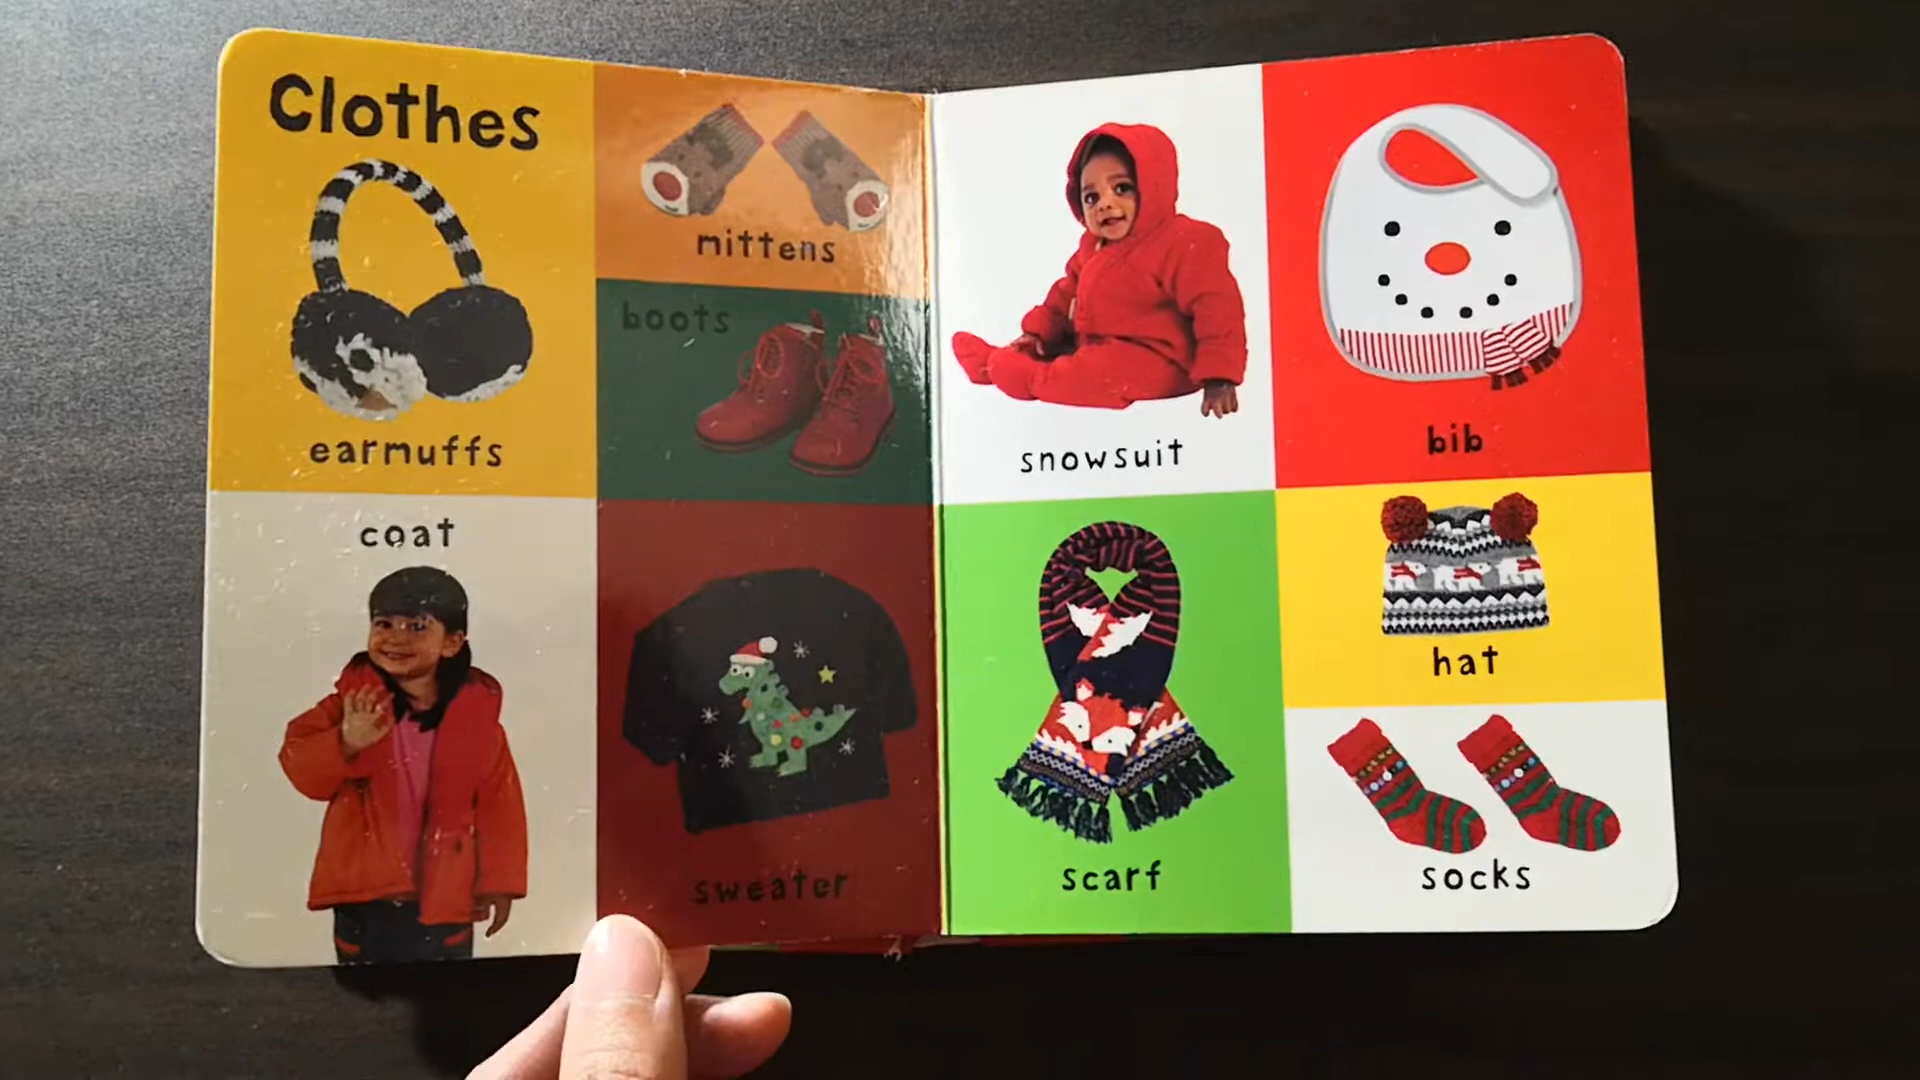 Clothes
earmuffs
mittens
boots
coat
sweater
snowsuit
bib
scarf
hat
socks